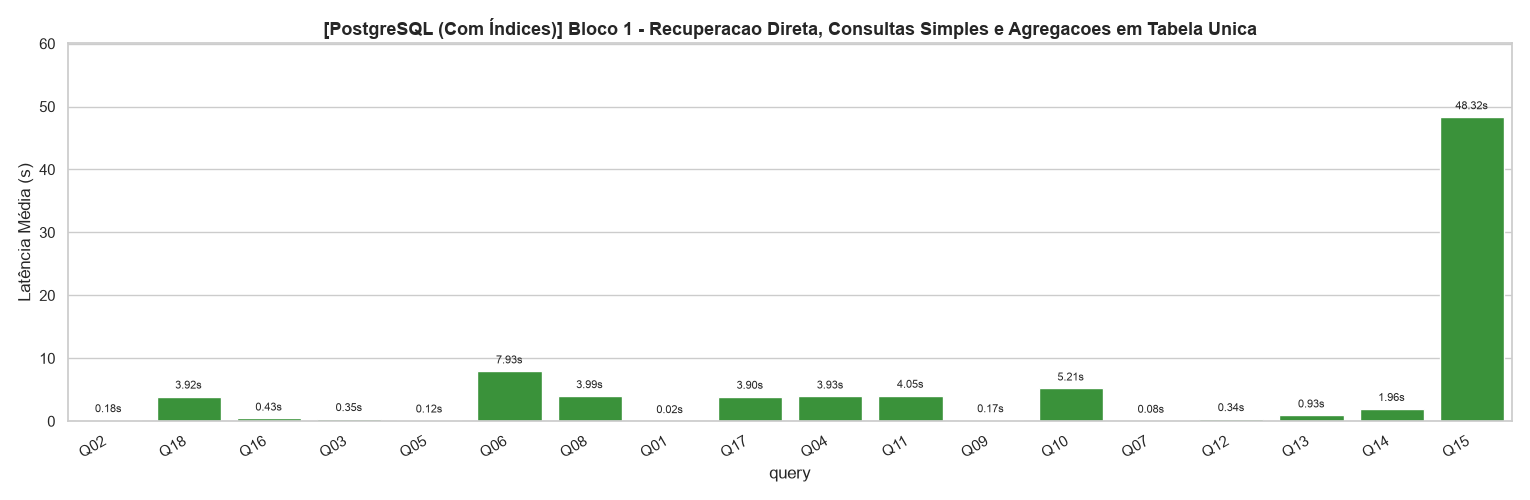 [PostgreSQL (Com Índices)] Bloco 1 - Recuperacao Direta, Consultas Simples e Agregacoes em Tabela Unica
Latência Média (s)
60
50
40
30
20
10
0
0.18s
3.92s
0.43s
0.35s
0.12s
7.93s
3.99s
0.02s
3.90s
3.93s
4.05s
0.17s
5.21s
0.08s
0.34s
0.93s
1.96s
48.32s
Q02
Q18
Q16
Q03
Q05
Q06
Q08
Q01
Q17
Q04
Q11
Q09
Q10
Q07
Q12
Q13
Q14
Q15
query